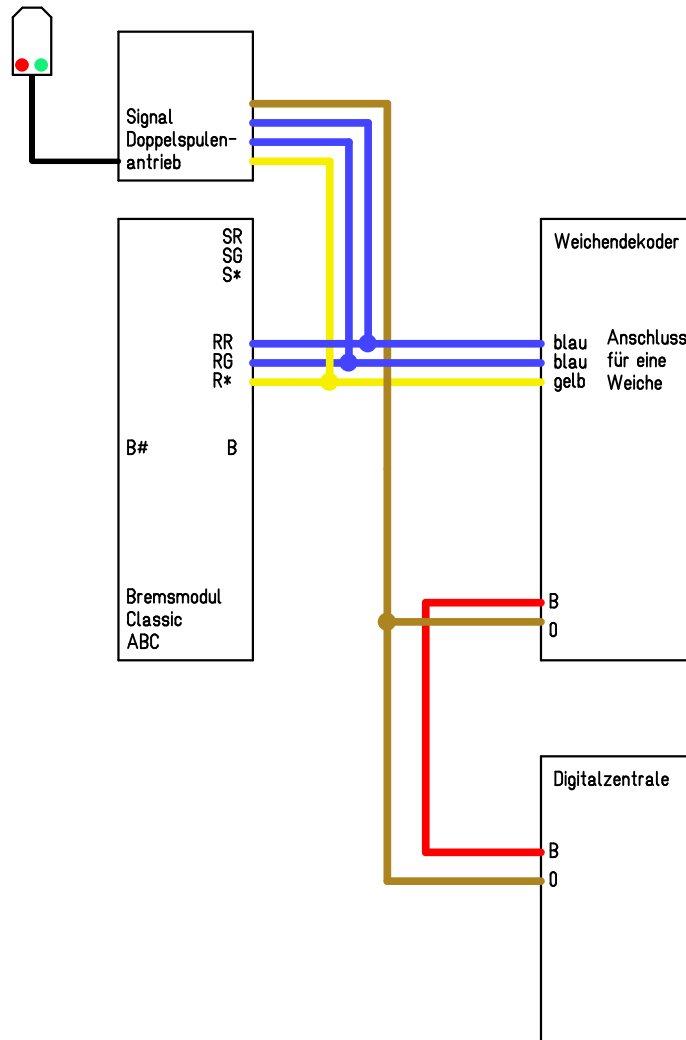 Signal
Doppelspulen-
antrieb
SR
SG
S*
RR
RG
R*
B# B
Bremsmodul
Classic
ABC
Weichendekoder
blau
blau
gelb
Anschluss
für eine
Weiche
B
0
Digitalzentrale
B
0